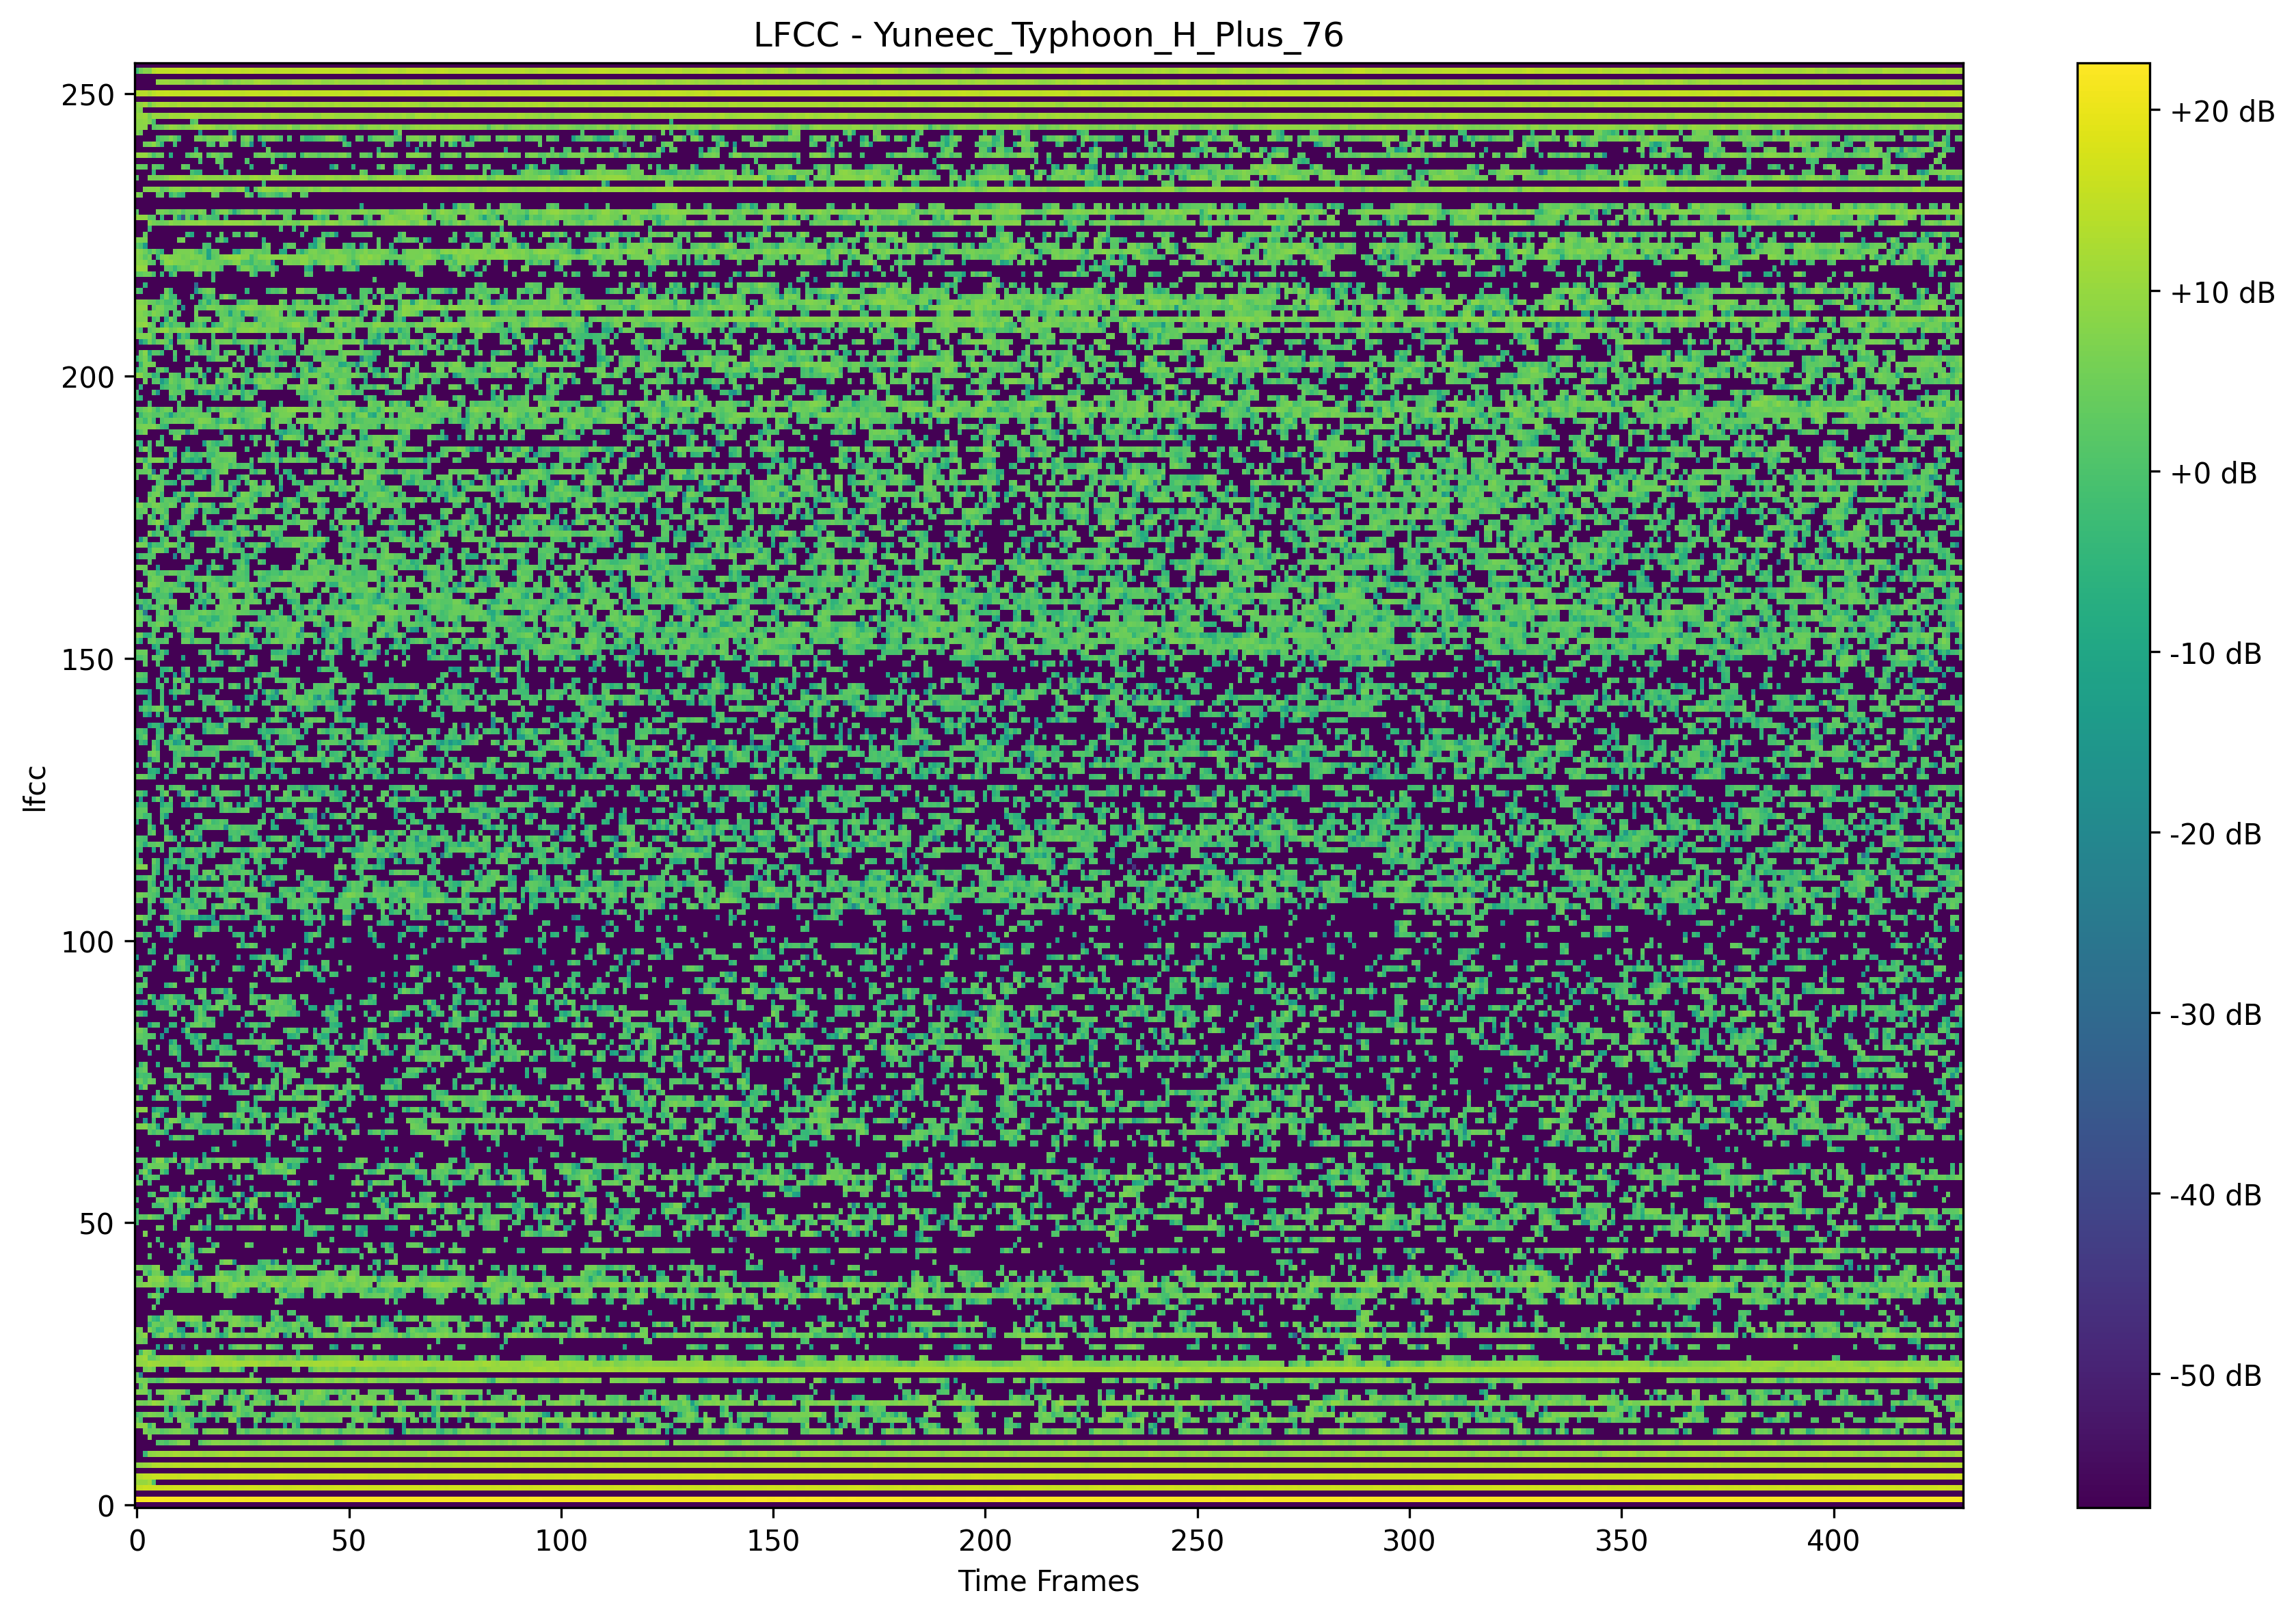 LFCC - Yuneec_Typhoon_H_Plus_76
250
200
150
100
50
0
lfcc
0 50 100 150 200 250 300 350 400
Time Frames
+20 dB
+10 dB
+0 dB
-10 dB
-20 dB
-30 dB
-40 dB
-50 dB